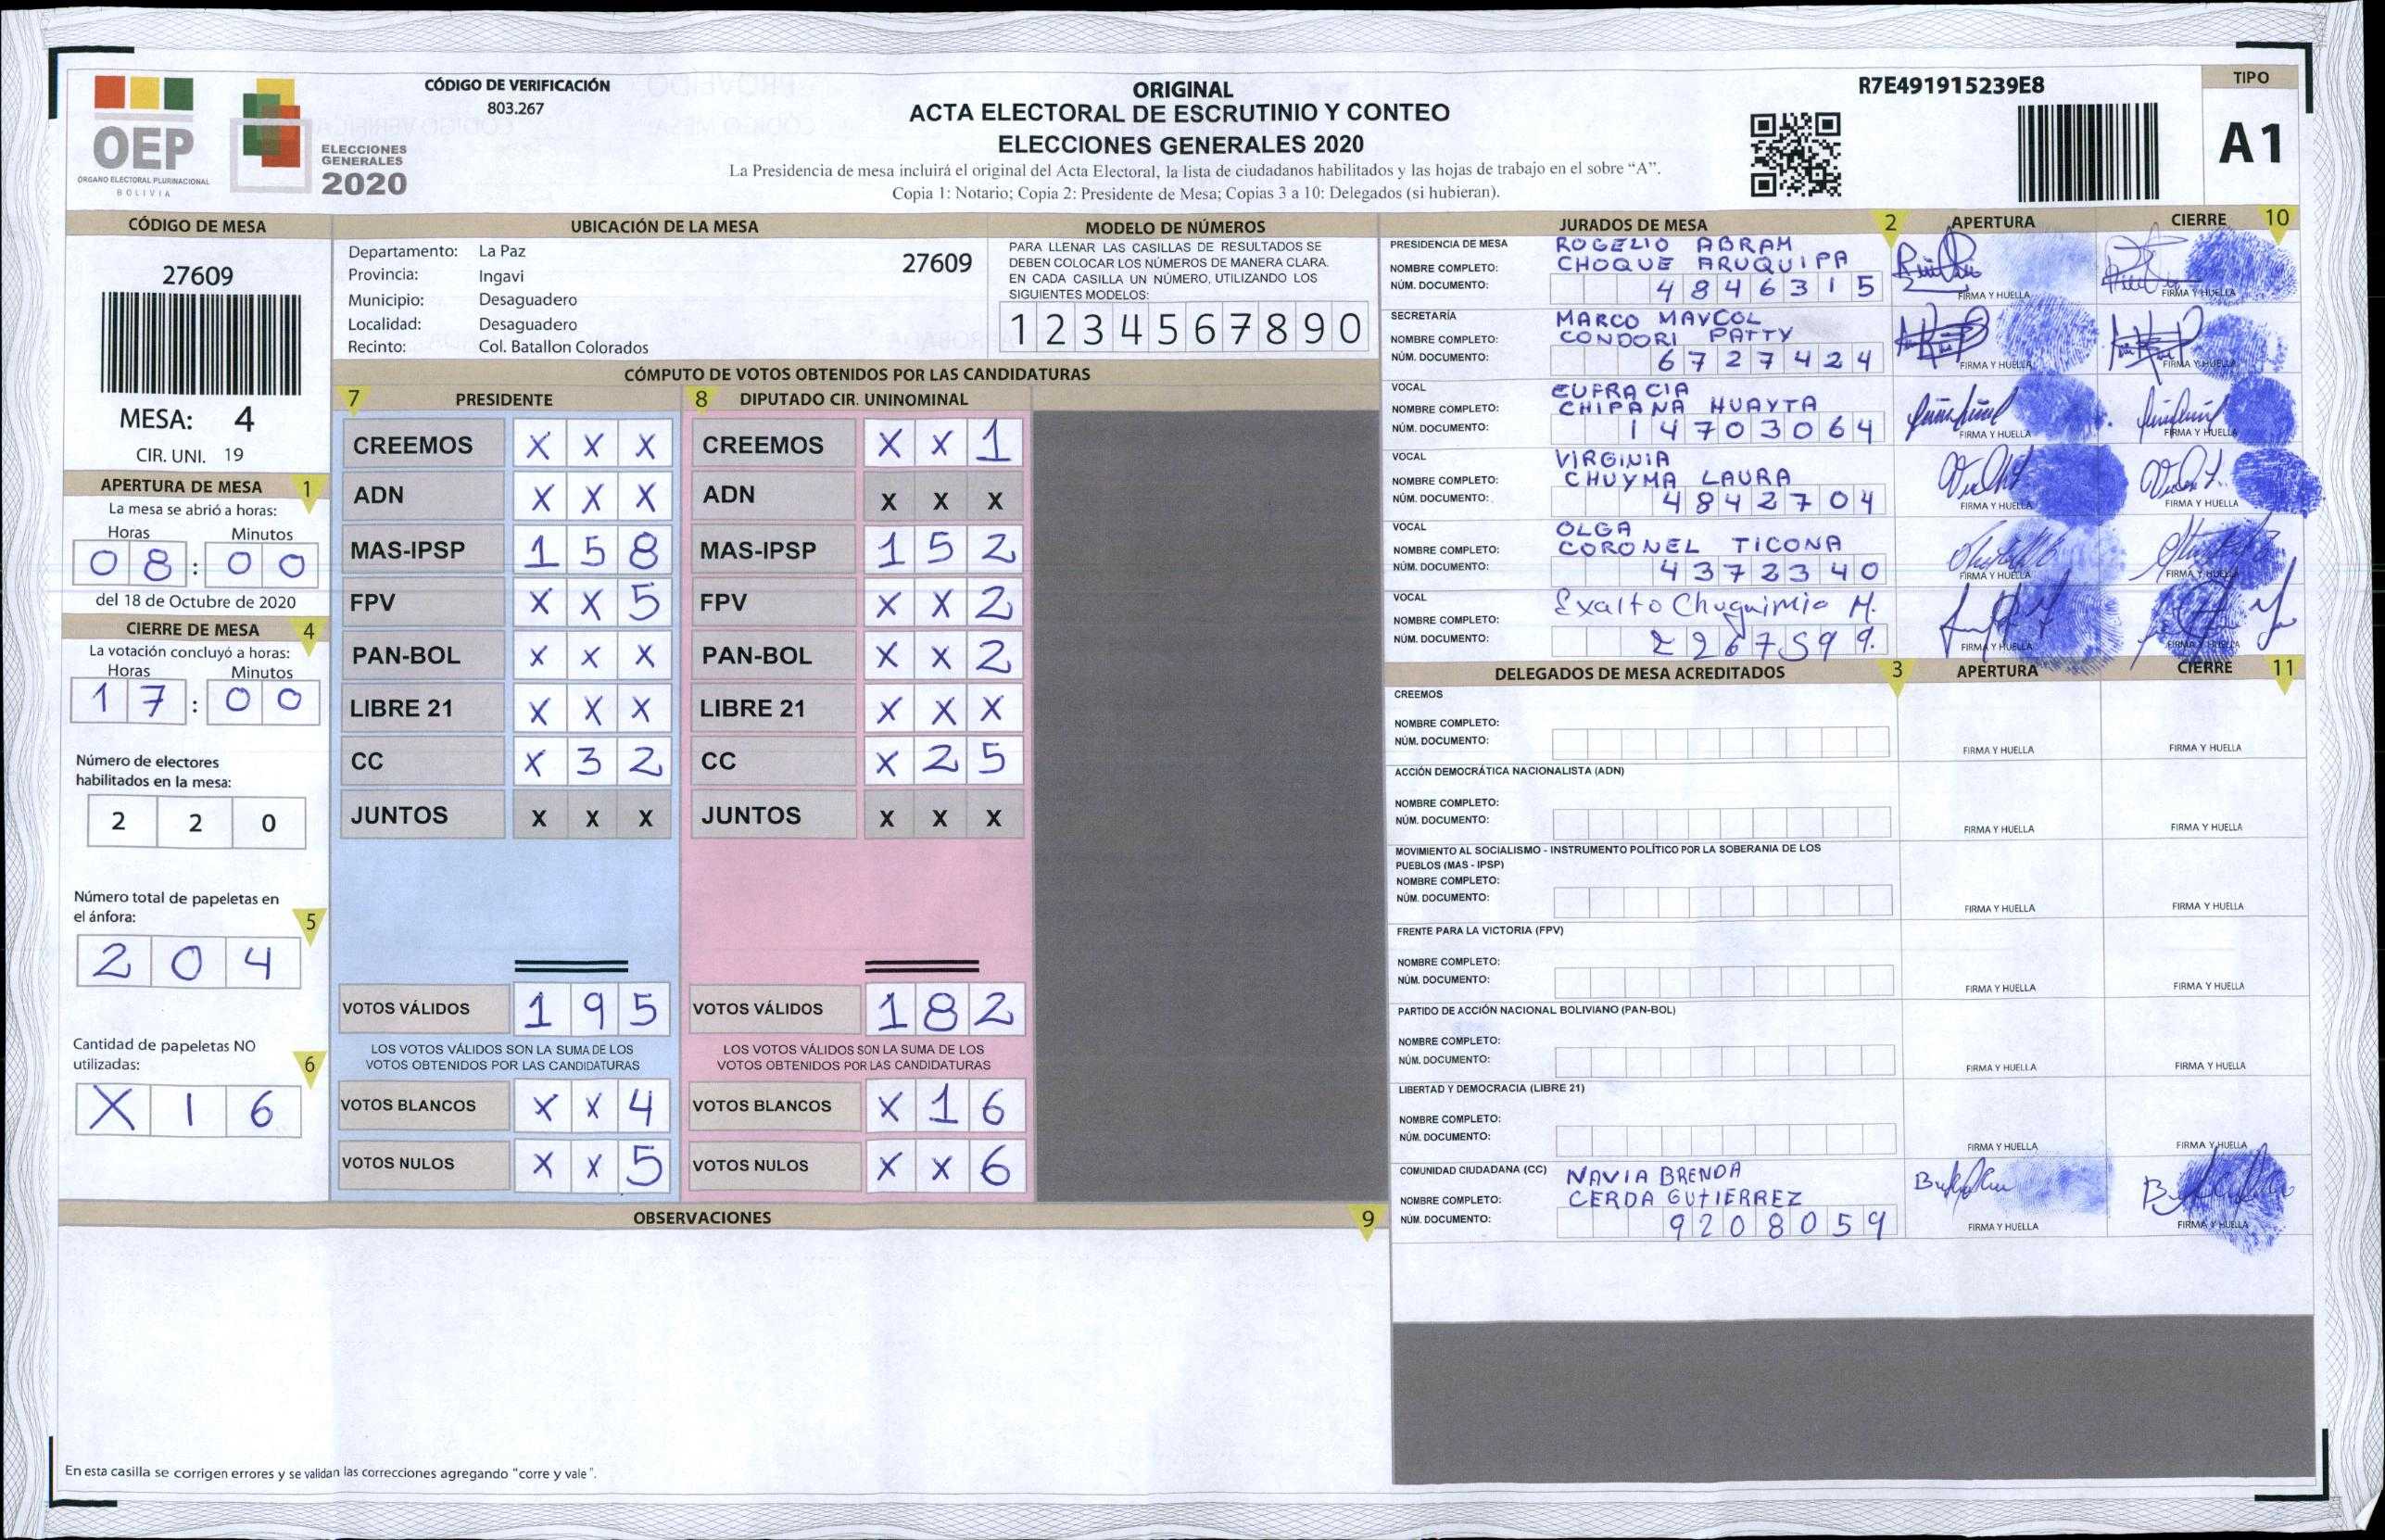 OEP
ÓRGANO ELECTORAL PLURINACIONAL
BOLIVIA
ELECCIONES
GENERALES
2020
CÓDIGO DE VERIFICACIÓN
803.267
ORIGINAL
ACTA ELECTORAL DE ESCRUTINIO Y CONTEO
ELECCIONES GENERALES 2020
La Presidencia de mesa incluirá el original del Acta Electoral, la lista de ciudadanos habilitados y las hojas de trabajo en el sobre “A”.
Copia 1: Notario; Copia 2: Presidente de Mesa; Copias 3 a 10: Delegados (si hubieran).
R7E491915239E8
TIPO
A1
CÓDIGO DE MESA
27609
MESA: 4
CIR. UNI. 19
APERTURA DE MESA 1
La mesa se abrió a horas:
Horas Minutos
08:00
del 18 de Octubre de 2020
CIERRE DE MESA 4
La votación concluyó a horas:
Horas Minutos
17:00
Número de electores
habilitados en la mesa:
2 2 0
Número total de papeletas en
el ánfora: 5
2 0 4
Cantidad de papeletas NO
utilizadas: 6
X 1 6
UBICACIÓN DE LA MESA
Departamento: La Paz
Provincia: Ingavi
Municipio: Desaguadero
Localidad: Desaguadero
Recinto: Col. Batallon Colorados
27609
MODELO DE NÚMEROS
PARA LLENAR LAS CASILLAS DE RESULTADOS SE
DEBEN COLOCAR LOS NÚMEROS DE MANERA CLARA.
EN CADA CASILLA UN NÚMERO, UTILIZANDO LOS
SIGUIENTES MODELOS:
1 2 3 4 5 6 7 8 9 0
CÓMPUTO DE VOTOS OBTENIDOS POR LAS CANDIDATURAS
7 PRESIDENTE
CREEMOS X X X
ADN X X X
MAS-IPSP 1 5 8
FPV X X 5
PAN-BOL X X X
LIBRE 21 X X X
CC X 3 2
JUNTOS X X X
VOTOS VÁLIDOS 1 9 5
LOS VOTOS VÁLIDOS SON LA SUMA DE LOS
VOTOS OBTENIDOS POR LAS CANDIDATURAS
VOTOS BLANCOS X X 4
VOTOS NULOS X X 5
8 DIPUTADO CIR. UNINOMINAL
CREEMOS X X 1
ADN X X X
MAS-IPSP 1 5 2
FPV X X 2
PAN-BOL X X 2
LIBRE 21 X X X
CC X 2 5
JUNTOS X X X
VOTOS VÁLIDOS 1 8 2
LOS VOTOS VÁLIDOS SON LA SUMA DE LOS
VOTOS OBTENIDOS POR LAS CANDIDATURAS
VOTOS BLANCOS X 1 6
VOTOS NULOS X X 6
OBSERVACIONES 9
En esta casilla se corrigen errores y se validan las correcciones agregando "corre y vale".
JURADOS DE MESA 2 APERTURA CIERRE 10
PRESIDENCIA DE MESA ROGELIO ABRAM
NOMBRE COMPLETO: CHOQUE ARUQUIPA
NÚM. DOCUMENTO: 4846315
FIRMA Y HUELLA FIRMA Y HUELLA
SECRETARÍA MARCO MAYCOL
NOMBRE COMPLETO: CONDORI PATTY
NÚM. DOCUMENTO: 6727424
FIRMA Y HUELLA FIRMA Y HUELLA
VOCAL EUFRACIA
NOMBRE COMPLETO: CHIPANA HUAYTA
NÚM. DOCUMENTO: 14703064
FIRMA Y HUELLA FIRMA Y HUELLA
VOCAL VIRGINIA
NOMBRE COMPLETO: CHUYMA LAURA
NÚM. DOCUMENTO: 4842704
FIRMA Y HUELLA FIRMA Y HUELLA
VOCAL OLGA
NOMBRE COMPLETO: CORONEL TICONA
NÚM. DOCUMENTO: 4372340
FIRMA Y HUELLA FIRMA Y HUELLA
VOCAL Exalto Chuquimia M.
NOMBRE COMPLETO:
NÚM. DOCUMENTO: 2267599.
FIRMA Y HUELLA FIRMA Y HUELLA
DELEGADOS DE MESA ACREDITADOS 3 APERTURA CIERRE 11
CREEMOS
NOMBRE COMPLETO:
NÚM. DOCUMENTO:
FIRMA Y HUELLA FIRMA Y HUELLA
ACCIÓN DEMOCRÁTICA NACIONALISTA (ADN)
NOMBRE COMPLETO:
NÚM. DOCUMENTO:
FIRMA Y HUELLA FIRMA Y HUELLA
MOVIMIENTO AL SOCIALISMO - INSTRUMENTO POLÍTICO POR LA SOBERANIA DE LOS
PUEBLOS (MAS - IPSP)
NOMBRE COMPLETO:
NÚM. DOCUMENTO:
FIRMA Y HUELLA FIRMA Y HUELLA
FRENTE PARA LA VICTORIA (FPV)
NOMBRE COMPLETO:
NÚM. DOCUMENTO:
FIRMA Y HUELLA FIRMA Y HUELLA
PARTIDO DE ACCIÓN NACIONAL BOLIVIANO (PAN-BOL)
NOMBRE COMPLETO:
NÚM. DOCUMENTO:
FIRMA Y HUELLA FIRMA Y HUELLA
LIBERTAD Y DEMOCRACIA (LIBRE 21)
NOMBRE COMPLETO:
NÚM. DOCUMENTO:
FIRMA Y HUELLA FIRMA Y HUELLA
COMUNIDAD CIUDADANA (CC) NAVIA BRENDA
NOMBRE COMPLETO: CERDA GUTIERREZ
NÚM. DOCUMENTO: 9208059
FIRMA Y HUELLA FIRMA Y HUELLA